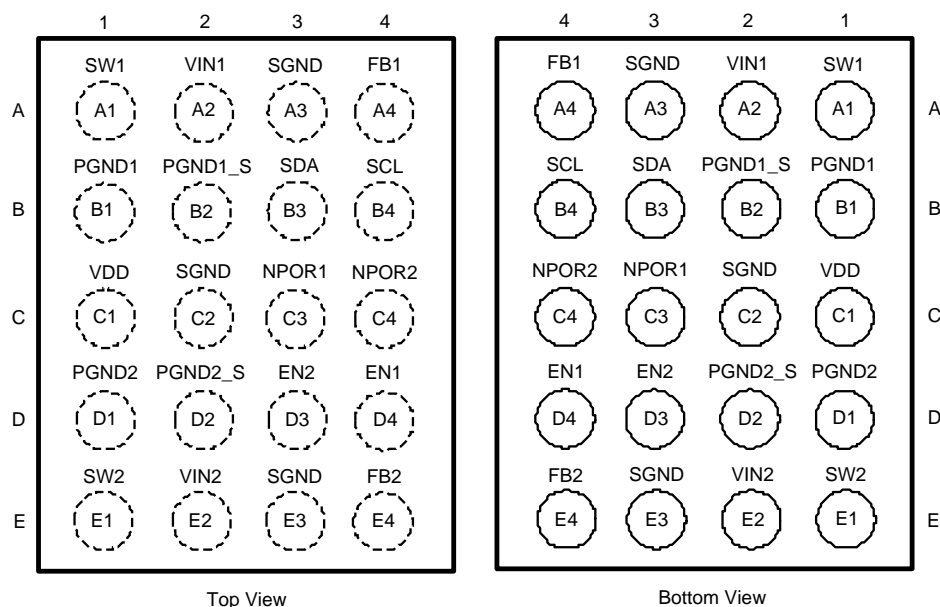 1 2 3 4
SW1 VIN1 SGND FB1
A A1 A2 A3 A4
PGND1 PGND1_S SDA SCL
B B1 B2 B3 B4
VDD SGND NPOR1 NPOR2
C C1 C2 C3 C4
PGND2 PGND2_S EN2 EN1
D D1 D2 D3 D4
SW2 VIN2 SGND FB2
E E1 E2 E3 E4
Top View
4 3 2 1
FB1 SGND VIN1 SW1
A4 A3 A2 A1 A
SCL SDA PGND1_S PGND1
B4 B3 B2 B1 B
NPOR2 NPOR1 SGND VDD
C4 C3 C2 C1 C
EN1 EN2 PGND2_S PGND2
D4 D3 D2 D1 D
FB2 SGND VIN2 SW2
E4 E3 E2 E1 E
Bottom View